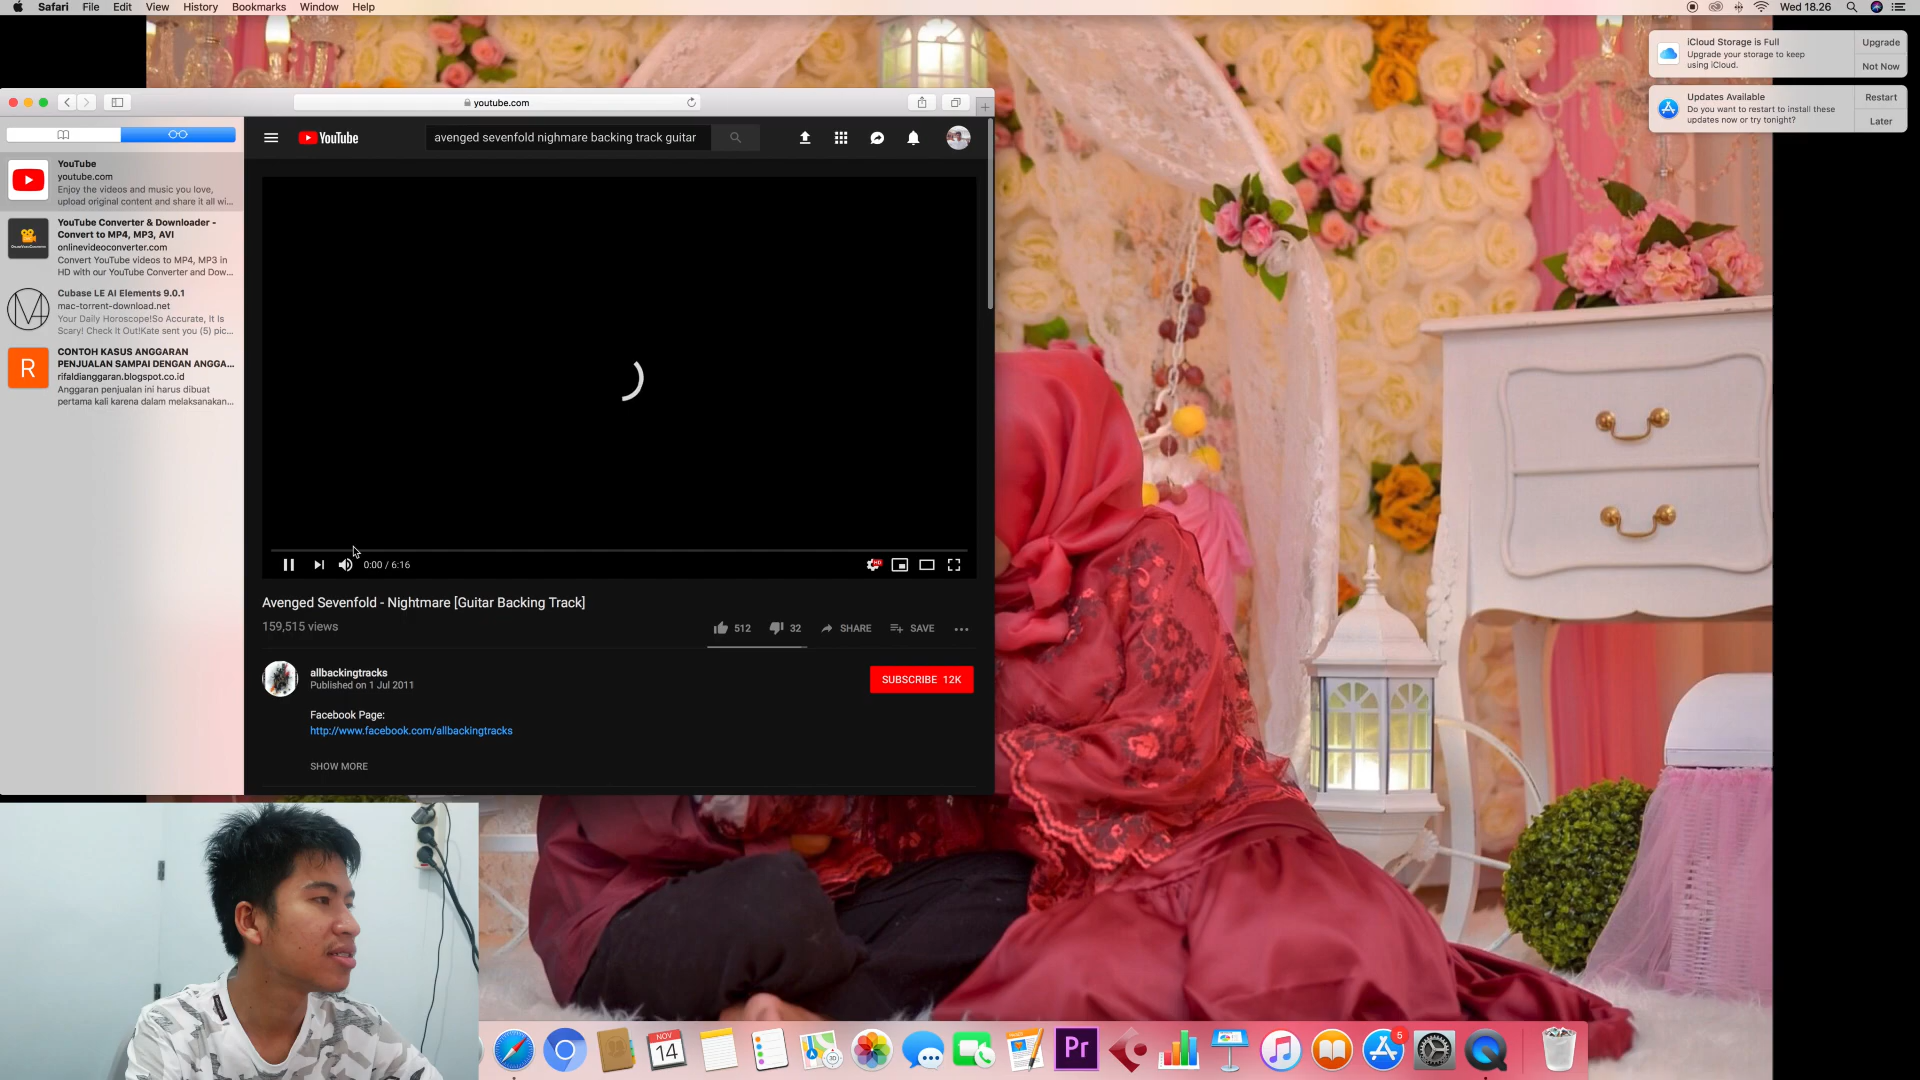 Safari File Edit View History Bookmarks Window Help
Wed 18.26
iCloud Storage is Full
Upgrade your storage to keep
using iCloud.
Upgrade
Not Now
Updates Available
Do you want to restart to install these
updates now or try tonight?
Restart
Later
youtube.com
YouTube
youtube.com
Enjoy the videos and music you love,
upload original content and share it all wi...
YouTube Converter & Downloader -
Convert to MP4, MP3, AVI
onlinevideoconverter.com
Convert YouTube videos to MP4, MP3 in
HD with our YouTube Converter and Dow...
Cubase LE AI Elements 9.0.1
mac-torrent-download.net
Your Daily Horoscope!So Accurate, It Is
Scary! Check It Out!Kate sent you (5) pic...
R
CONTOH KASUS ANGGARAN
PENJUALAN SAMPAI DENGAN ANGGA...
rifaldianggaran.blogspot.co.id
Anggaran penjualan ini harus dibuat
pertama kali karena dalam melaksanakan...
YouTube
avenged sevenfold nighmare backing track guitar
0:00 / 6:16
HD
Avenged Sevenfold - Nightmare [Guitar Backing Track]
159,515 views
512
32
SHARE
SAVE
allbackingtracks
Published on 1 Jul 2011
SUBSCRIBE 12K
Facebook Page:
http://www.facebook.com/allbackingtracks
SHOW MORE
NOV
14
3D
Pr
5